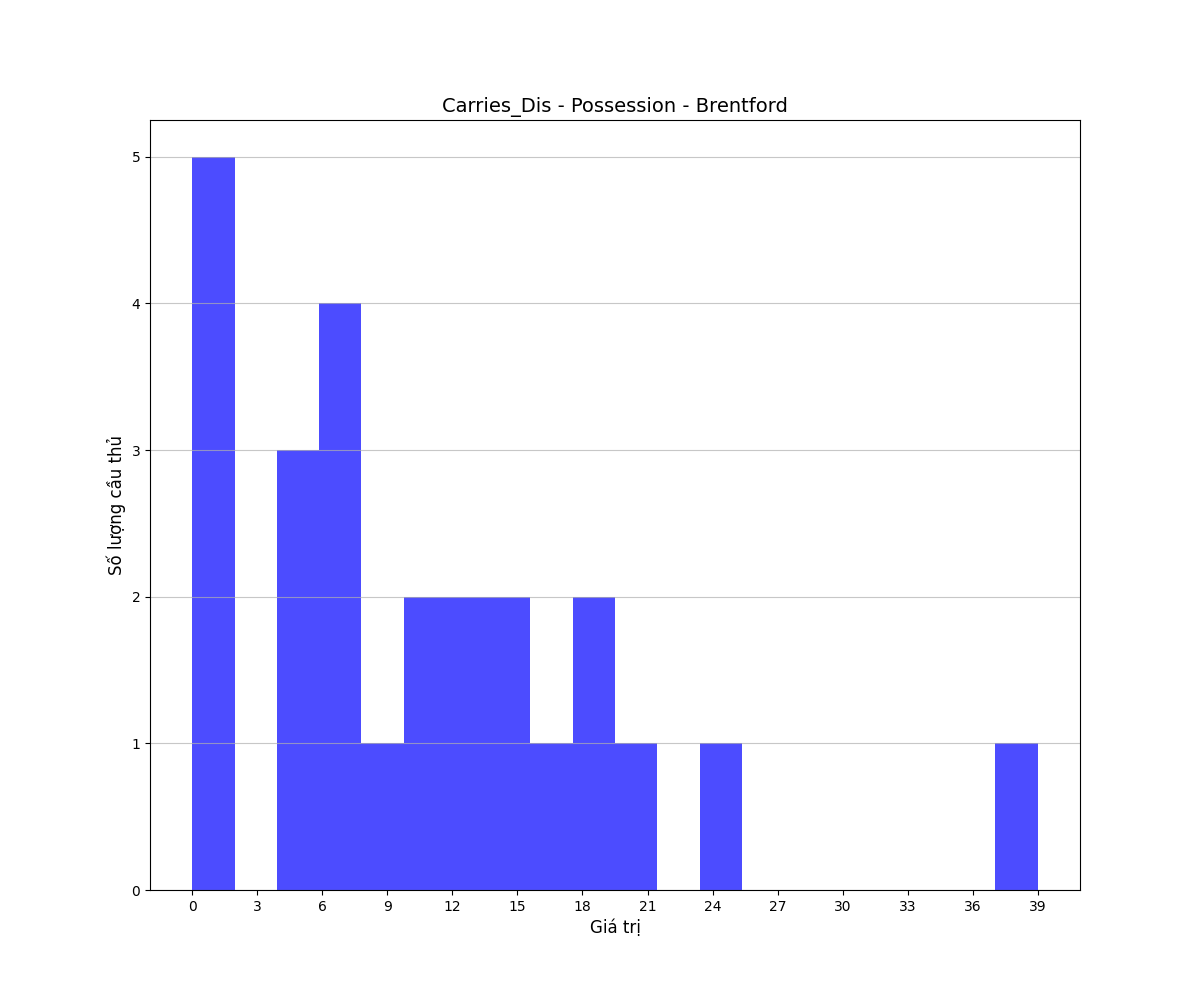 Carries_Dis - Possession - Brentford
Số lượng cầu thủ
5
4
3
2
1
0
0 3 6 9 12 15 18 21 24 27 30 33 36 39
Giá trị